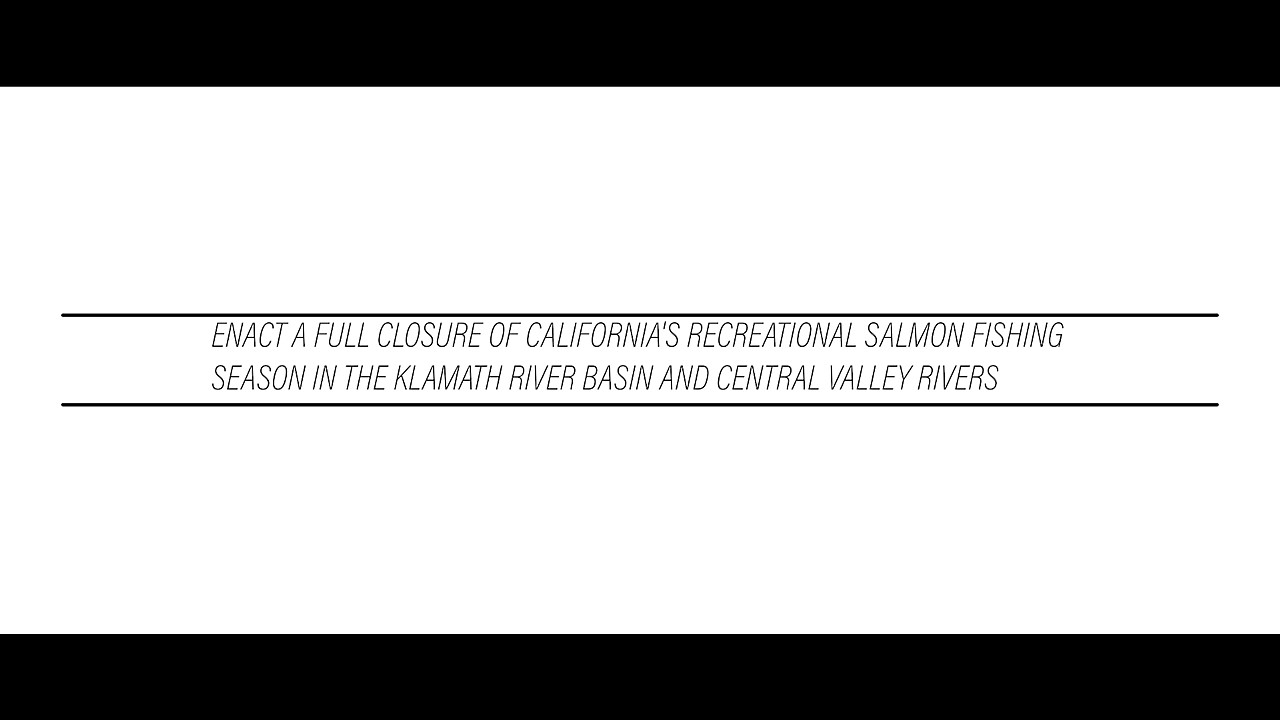 ENACT A FULL CLOSURE OF CALIFORNIA'S RECREATIONAL SALMON FISHING
SEASON IN THE KLAMATH RIVER BASIN AND CENTRAL VALLEY RIVERS